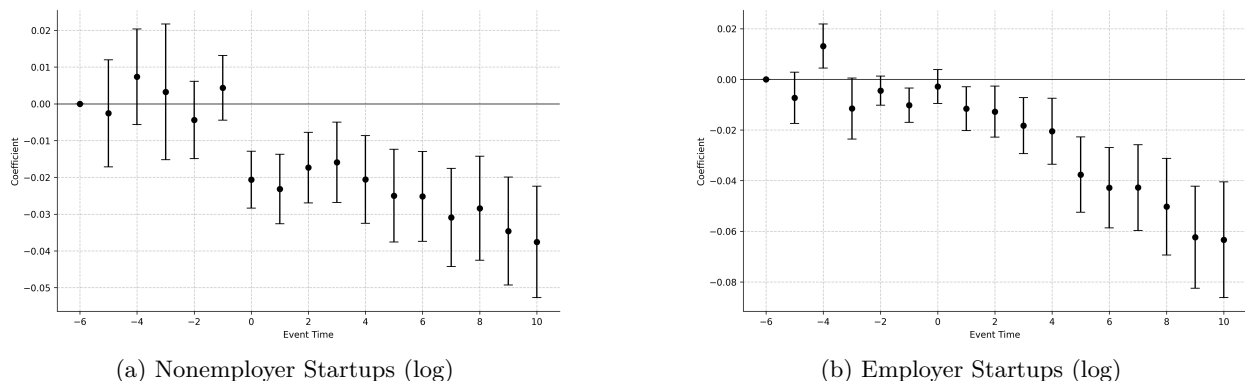 0.02
0.01
0.00
−0.01
−0.02
−0.03
−0.04
−0.05
Coefficient
−6 −4 −2 0 2 4 6 8 10
Event Time
(a) Nonemployer Startups (log)
0.02
0.00
−0.02
−0.04
−0.06
−0.08
Coefficient
−6 −4 −2 0 2 4 6 8 10
Event Time
(b) Employer Startups (log)